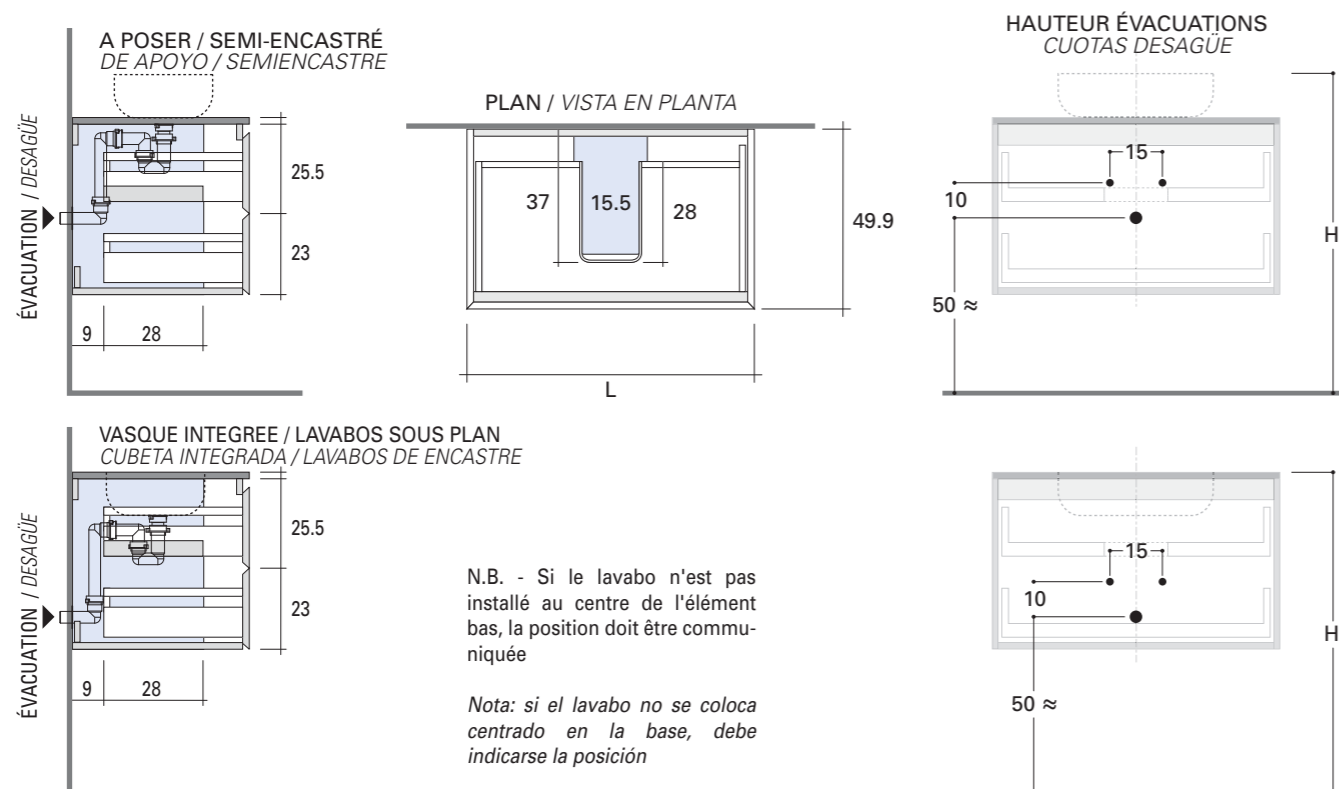 A POSER / SEMI-ENCASTRÉ
DE APOYO / SEMIENCASTRE
ÉVACUATION / DESAGÜE
25.5
23
9
28
PLAN / VISTA EN PLANTA
37
15.5
28
49.9
L
HAUTEUR ÉVACUATIONS
CUOTAS DESAGÜE
15
10
50 ≈
H
VASQUE INTEGREE / LAVABOS SOUS PLAN
CUBETA INTEGRADA / LAVABOS DE ENCASTRE
ÉVACUATION / DESAGÜE
25.5
23
9
28
N.B. - Si le lavabo n'est pas
installé au centre de l'élément
bas, la position doit être commu-
niquée
Nota: si el lavabo no se coloca
centrado en la base, debe
indicarse la posición
15
10
50 ≈
H